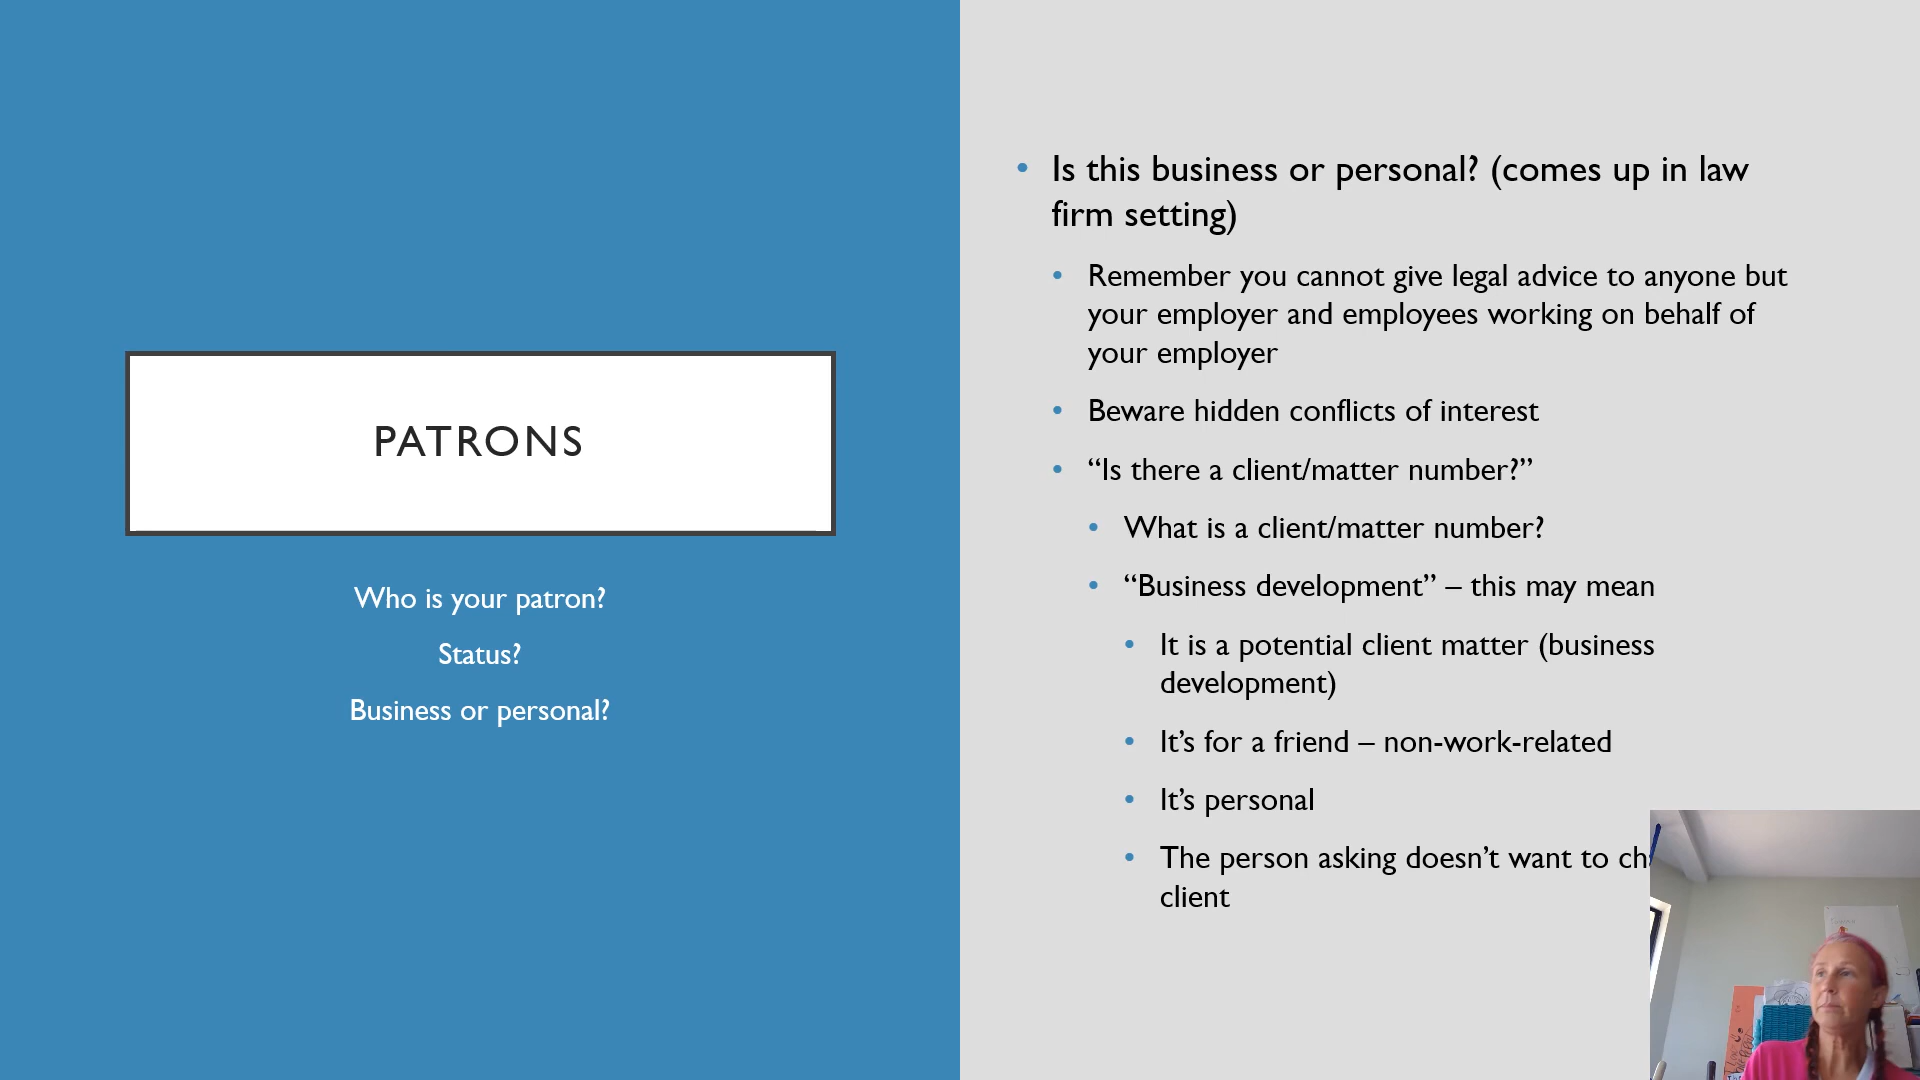 PATRONS
Who is your patron?
Status?
Business or personal?
• Is this business or personal? (comes up in law
firm setting)
• Remember you cannot give legal advice to anyone but
your employer and employees working on behalf of
your employer
• Beware hidden conflicts of interest
• “Is there a client/matter number?”
• What is a client/matter number?
• “Business development” – this may mean
• It is a potential client matter (business
development)
• It’s for a friend – non-work-related
• It’s personal
• The person asking doesn’t want to
client